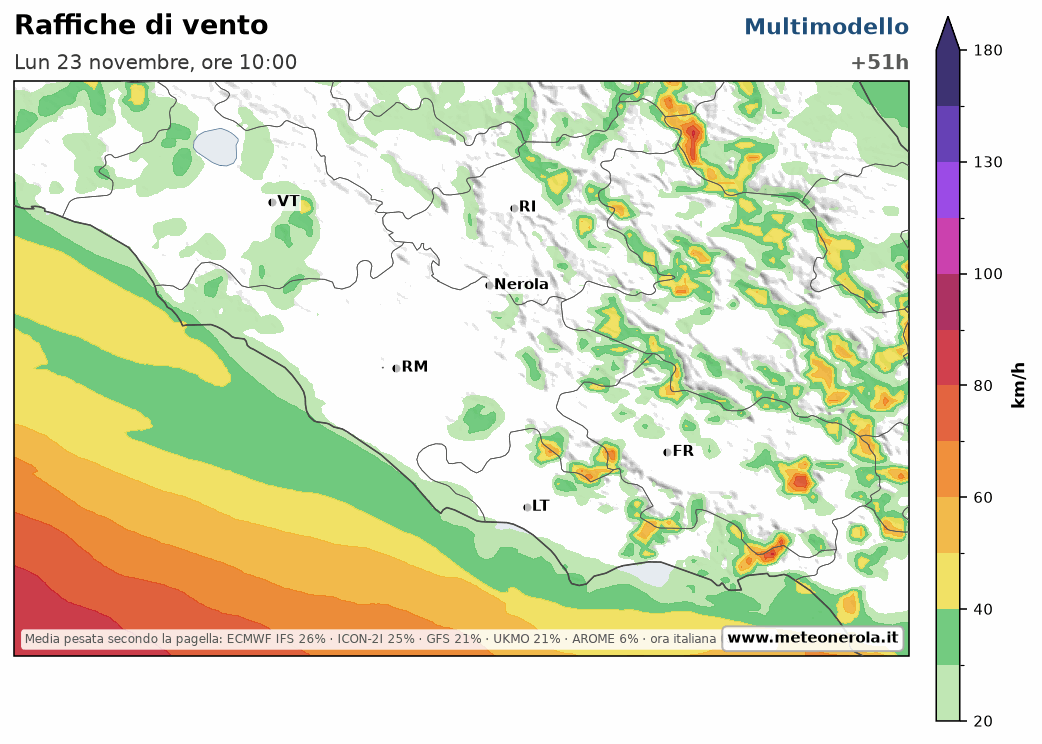 Raffiche di vento
Multimodello
Lun 23 novembre, ore 10:00
+51h
180
130
100
80
60
40
20
km/h
VT
RI
Nerola
RM
FR
LT
Media pesata secondo la pagella: ECMWF IFS 26% · ICON-2I 25% · GFS 21% · UKMO 21% · AROME 6% · ora italiana
www.meteonerola.it